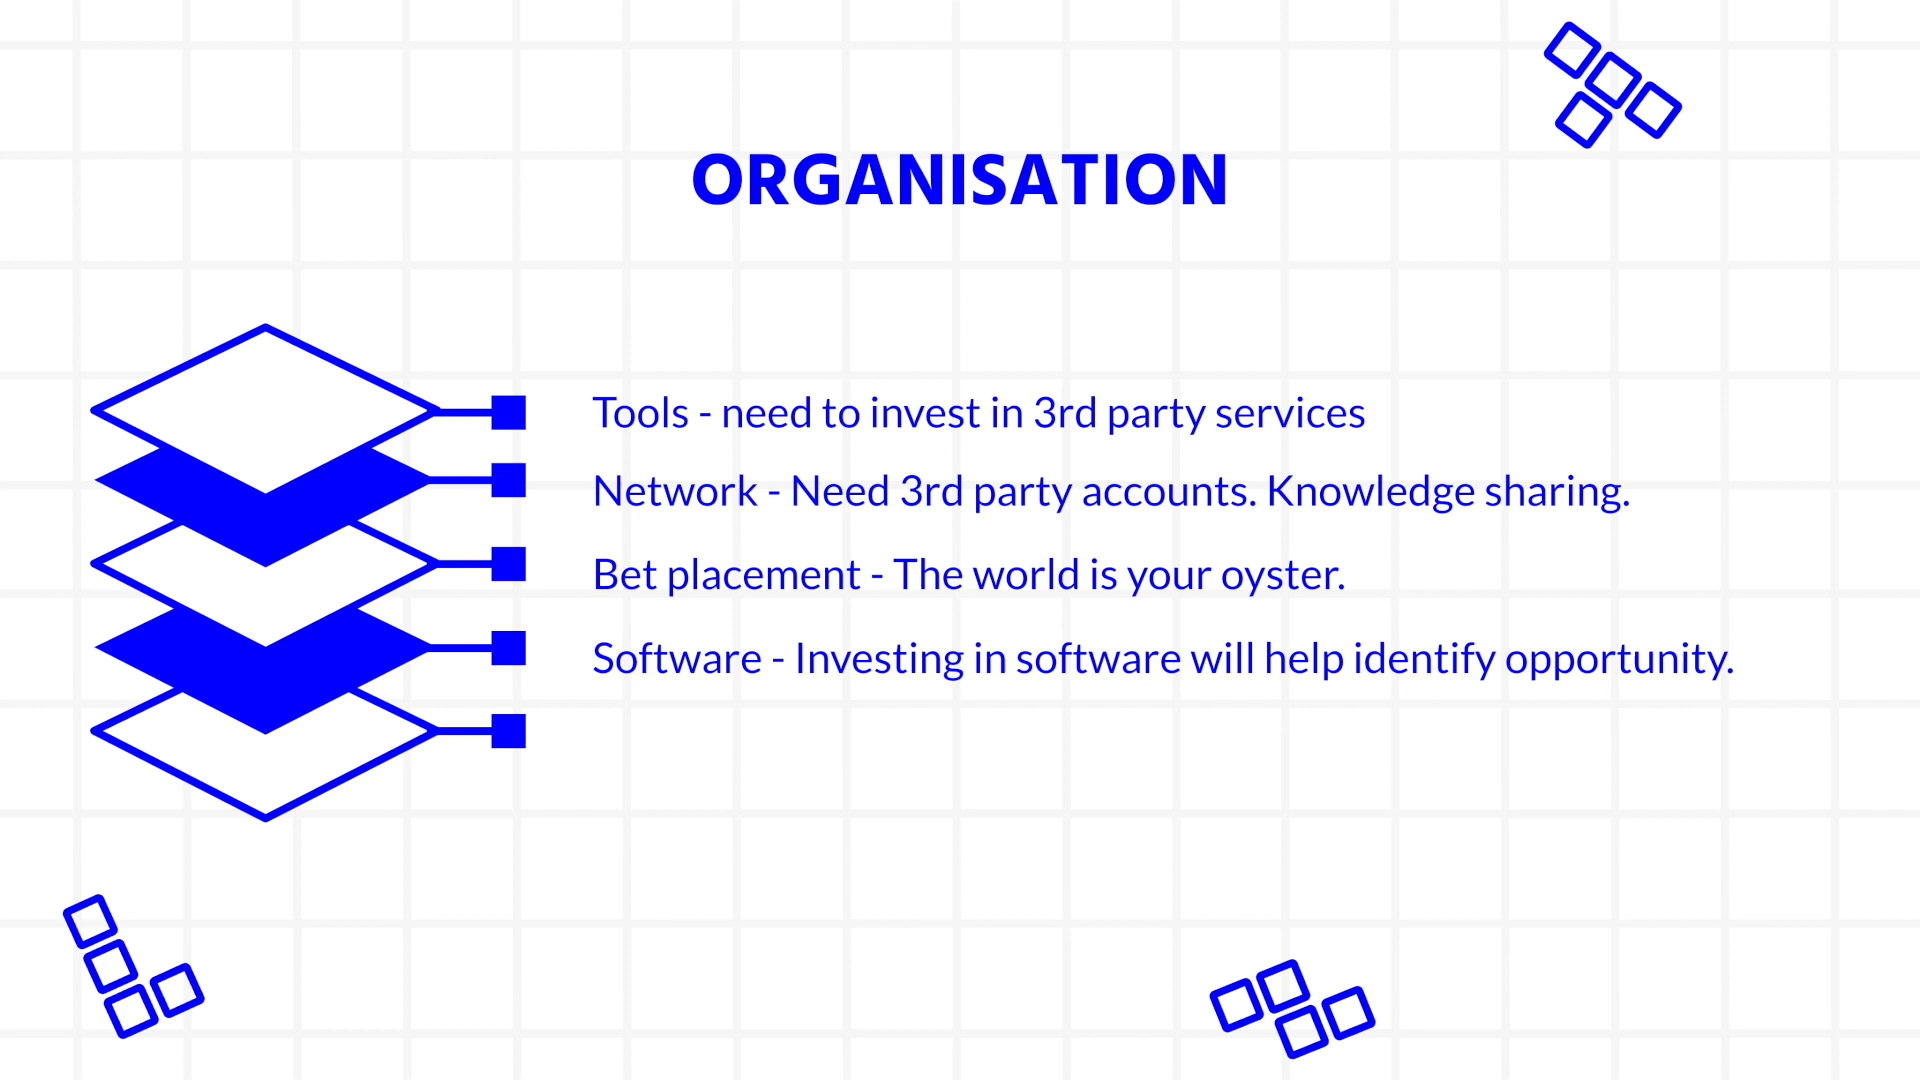 ORGANISATION
Tools - need to invest in 3rd party services
Network - Need 3rd party accounts. Knowledge sharing.
Bet placement - The world is your oyster.
Software - Investing in software will help identify opportunity.